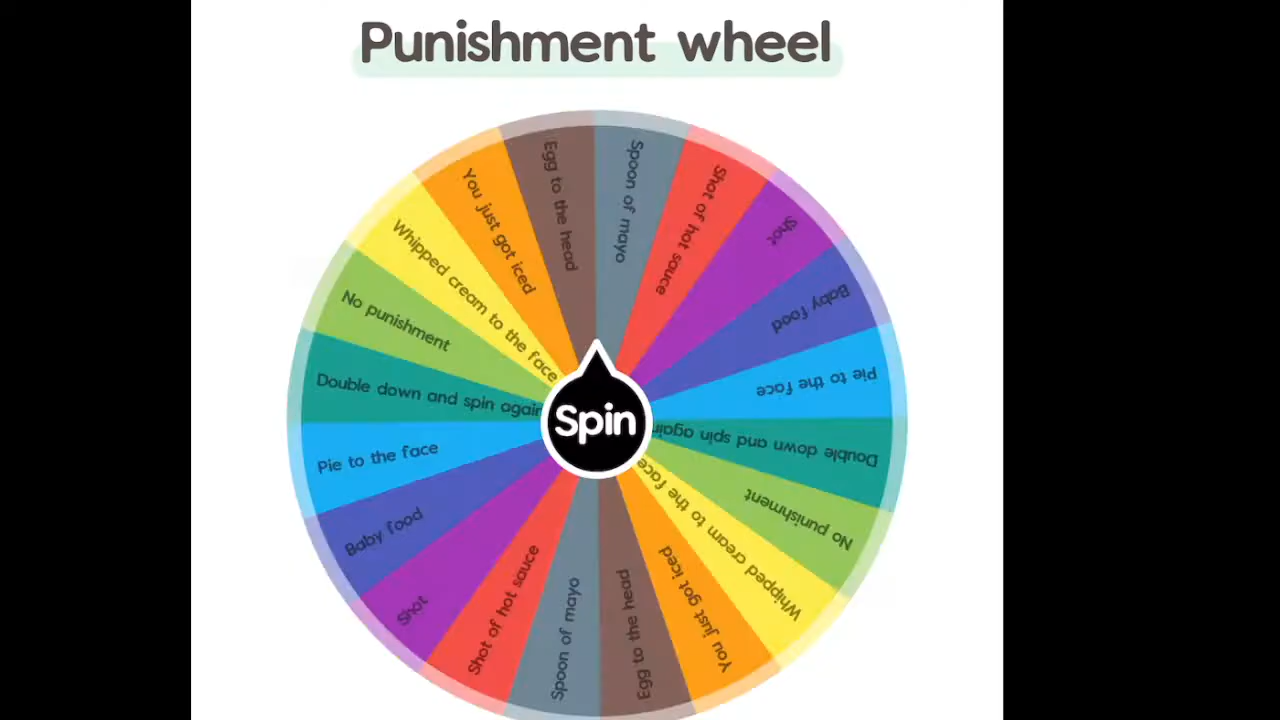 Punishment wheel
Spoon of mayo
Shot of hot sauce
Shot
Baby food
Pie to the face
Double down and spin again
No punishment
Whipped cream to the face
You just got iced
Egg to the head
Spoon of mayo
Shot of hot sauce
Shot
Baby food
Pie to the face
Double down and spin again
No punishment
Whipped cream to the face
You just got iced
Egg to the head
Spin